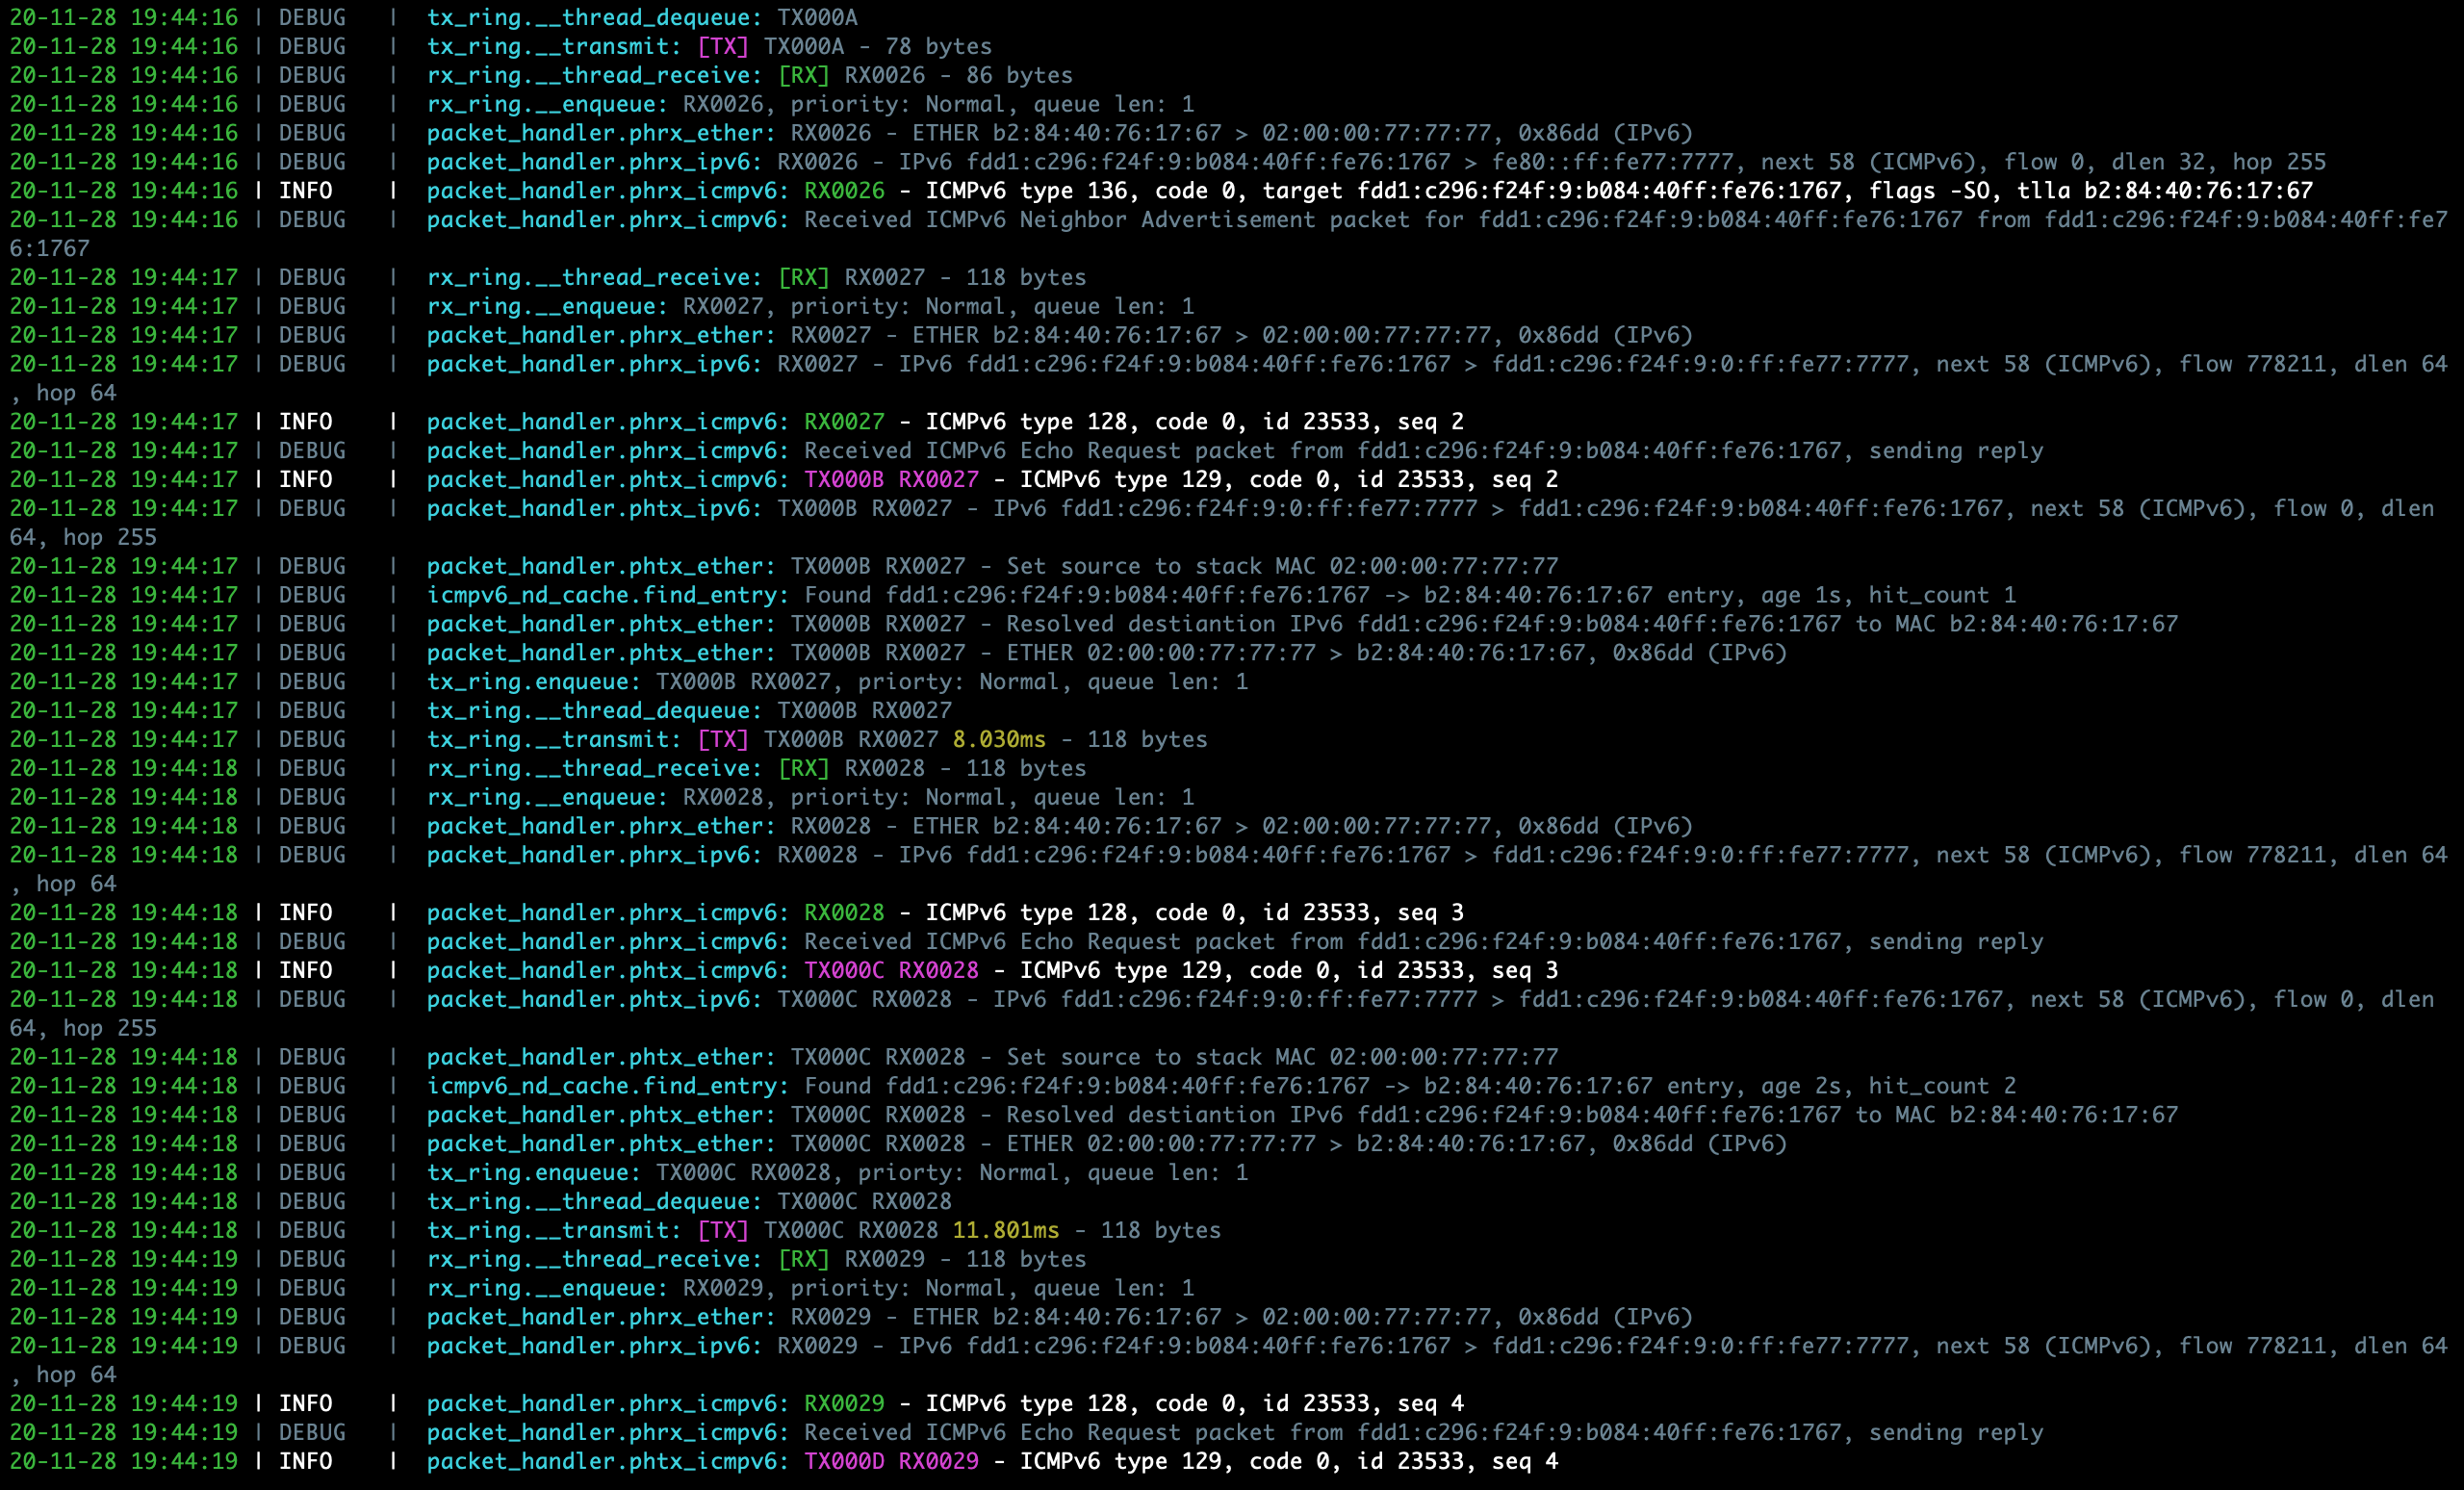 20-11-28 19:44:16 | DEBUG | tx_ring.__thread_dequeue: TX000A
20-11-28 19:44:16 | DEBUG | tx_ring.__transmit: [TX] TX000A - 78 bytes
20-11-28 19:44:16 | DEBUG | rx_ring.__thread_receive: [RX] RX0026 - 86 bytes
20-11-28 19:44:16 | DEBUG | rx_ring.__enqueue: RX0026, priority: Normal, queue len: 1
20-11-28 19:44:16 | DEBUG | packet_handler.phrx_ether: RX0026 - ETHER b2:84:40:76:17:67 > 02:00:00:77:77:77, 0x86dd (IPv6)
20-11-28 19:44:16 | DEBUG | packet_handler.phrx_ipv6: RX0026 - IPv6 fdd1:c296:f24f:9:b084:40ff:fe76:1767 > fe80::ff:fe77:7777, next 58 (ICMPv6), flow 0, dlen 32, hop 255
20-11-28 19:44:16 | INFO | packet_handler.phrx_icmpv6: RX0026 - ICMPv6 type 136, code 0, target fdd1:c296:f24f:9:b084:40ff:fe76:1767, flags -SO, tlla b2:84:40:76:17:67
20-11-28 19:44:16 | DEBUG | packet_handler.phrx_icmpv6: Received ICMPv6 Neighbor Advertisement packet for fdd1:c296:f24f:9:b084:40ff:fe76:1767 from fdd1:c296:f24f:9:b084:40ff:fe7
6:1767
20-11-28 19:44:17 | DEBUG | rx_ring.__thread_receive: [RX] RX0027 - 118 bytes
20-11-28 19:44:17 | DEBUG | rx_ring.__enqueue: RX0027, priority: Normal, queue len: 1
20-11-28 19:44:17 | DEBUG | packet_handler.phrx_ether: RX0027 - ETHER b2:84:40:76:17:67 > 02:00:00:77:77:77, 0x86dd (IPv6)
20-11-28 19:44:17 | DEBUG | packet_handler.phrx_ipv6: RX0027 - IPv6 fdd1:c296:f24f:9:b084:40ff:fe76:1767 > fdd1:c296:f24f:9:0:ff:fe77:7777, next 58 (ICMPv6), flow 778211, dlen 64
, hop 64
20-11-28 19:44:17 | INFO | packet_handler.phrx_icmpv6: RX0027 - ICMPv6 type 128, code 0, id 23533, seq 2
20-11-28 19:44:17 | DEBUG | packet_handler.phrx_icmpv6: Received ICMPv6 Echo Request packet from fdd1:c296:f24f:9:b084:40ff:fe76:1767, sending reply
20-11-28 19:44:17 | INFO | packet_handler.phtx_icmpv6: TX000B RX0027 - ICMPv6 type 129, code 0, id 23533, seq 2
20-11-28 19:44:17 | DEBUG | packet_handler.phtx_ipv6: TX000B RX0027 - IPv6 fdd1:c296:f24f:9:0:ff:fe77:7777 > fdd1:c296:f24f:9:b084:40ff:fe76:1767, next 58 (ICMPv6), flow 0, dlen
64, hop 255
20-11-28 19:44:17 | DEBUG | packet_handler.phtx_ether: TX000B RX0027 - Set source to stack MAC 02:00:00:77:77:77
20-11-28 19:44:17 | DEBUG | icmpv6_nd_cache.find_entry: Found fdd1:c296:f24f:9:b084:40ff:fe76:1767 -> b2:84:40:76:17:67 entry, age 1s, hit_count 1
20-11-28 19:44:17 | DEBUG | packet_handler.phtx_ether: TX000B RX0027 - Resolved destiantion IPv6 fdd1:c296:f24f:9:b084:40ff:fe76:1767 to MAC b2:84:40:76:17:67
20-11-28 19:44:17 | DEBUG | packet_handler.phtx_ether: TX000B RX0027 - ETHER 02:00:00:77:77:77 > b2:84:40:76:17:67, 0x86dd (IPv6)
20-11-28 19:44:17 | DEBUG | tx_ring.enqueue: TX000B RX0027, priorty: Normal, queue len: 1
20-11-28 19:44:17 | DEBUG | tx_ring.__thread_dequeue: TX000B RX0027
20-11-28 19:44:17 | DEBUG | tx_ring.__transmit: [TX] TX000B RX0027 8.030ms - 118 bytes
20-11-28 19:44:18 | DEBUG | rx_ring.__thread_receive: [RX] RX0028 - 118 bytes
20-11-28 19:44:18 | DEBUG | rx_ring.__enqueue: RX0028, priority: Normal, queue len: 1
20-11-28 19:44:18 | DEBUG | packet_handler.phrx_ether: RX0028 - ETHER b2:84:40:76:17:67 > 02:00:00:77:77:77, 0x86dd (IPv6)
20-11-28 19:44:18 | DEBUG | packet_handler.phrx_ipv6: RX0028 - IPv6 fdd1:c296:f24f:9:b084:40ff:fe76:1767 > fdd1:c296:f24f:9:0:ff:fe77:7777, next 58 (ICMPv6), flow 778211, dlen 64
, hop 64
20-11-28 19:44:18 | INFO | packet_handler.phrx_icmpv6: RX0028 - ICMPv6 type 128, code 0, id 23533, seq 3
20-11-28 19:44:18 | DEBUG | packet_handler.phrx_icmpv6: Received ICMPv6 Echo Request packet from fdd1:c296:f24f:9:b084:40ff:fe76:1767, sending reply
20-11-28 19:44:18 | INFO | packet_handler.phtx_icmpv6: TX000C RX0028 - ICMPv6 type 129, code 0, id 23533, seq 3
20-11-28 19:44:18 | DEBUG | packet_handler.phtx_ipv6: TX000C RX0028 - IPv6 fdd1:c296:f24f:9:0:ff:fe77:7777 > fdd1:c296:f24f:9:b084:40ff:fe76:1767, next 58 (ICMPv6), flow 0, dlen
64, hop 255
20-11-28 19:44:18 | DEBUG | packet_handler.phtx_ether: TX000C RX0028 - Set source to stack MAC 02:00:00:77:77:77
20-11-28 19:44:18 | DEBUG | icmpv6_nd_cache.find_entry: Found fdd1:c296:f24f:9:b084:40ff:fe76:1767 -> b2:84:40:76:17:67 entry, age 2s, hit_count 2
20-11-28 19:44:18 | DEBUG | packet_handler.phtx_ether: TX000C RX0028 - Resolved destiantion IPv6 fdd1:c296:f24f:9:b084:40ff:fe76:1767 to MAC b2:84:40:76:17:67
20-11-28 19:44:18 | DEBUG | packet_handler.phtx_ether: TX000C RX0028 - ETHER 02:00:00:77:77:77 > b2:84:40:76:17:67, 0x86dd (IPv6)
20-11-28 19:44:18 | DEBUG | tx_ring.enqueue: TX000C RX0028, priorty: Normal, queue len: 1
20-11-28 19:44:18 | DEBUG | tx_ring.__thread_dequeue: TX000C RX0028
20-11-28 19:44:18 | DEBUG | tx_ring.__transmit: [TX] TX000C RX0028 11.801ms - 118 bytes
20-11-28 19:44:19 | DEBUG | rx_ring.__thread_receive: [RX] RX0029 - 118 bytes
20-11-28 19:44:19 | DEBUG | rx_ring.__enqueue: RX0029, priority: Normal, queue len: 1
20-11-28 19:44:19 | DEBUG | packet_handler.phrx_ether: RX0029 - ETHER b2:84:40:76:17:67 > 02:00:00:77:77:77, 0x86dd (IPv6)
20-11-28 19:44:19 | DEBUG | packet_handler.phrx_ipv6: RX0029 - IPv6 fdd1:c296:f24f:9:b084:40ff:fe76:1767 > fdd1:c296:f24f:9:0:ff:fe77:7777, next 58 (ICMPv6), flow 778211, dlen 64
, hop 64
20-11-28 19:44:19 | INFO | packet_handler.phrx_icmpv6: RX0029 - ICMPv6 type 128, code 0, id 23533, seq 4
20-11-28 19:44:19 | DEBUG | packet_handler.phrx_icmpv6: Received ICMPv6 Echo Request packet from fdd1:c296:f24f:9:b084:40ff:fe76:1767, sending reply
20-11-28 19:44:19 | INFO | packet_handler.phtx_icmpv6: TX000D RX0029 - ICMPv6 type 129, code 0, id 23533, seq 4